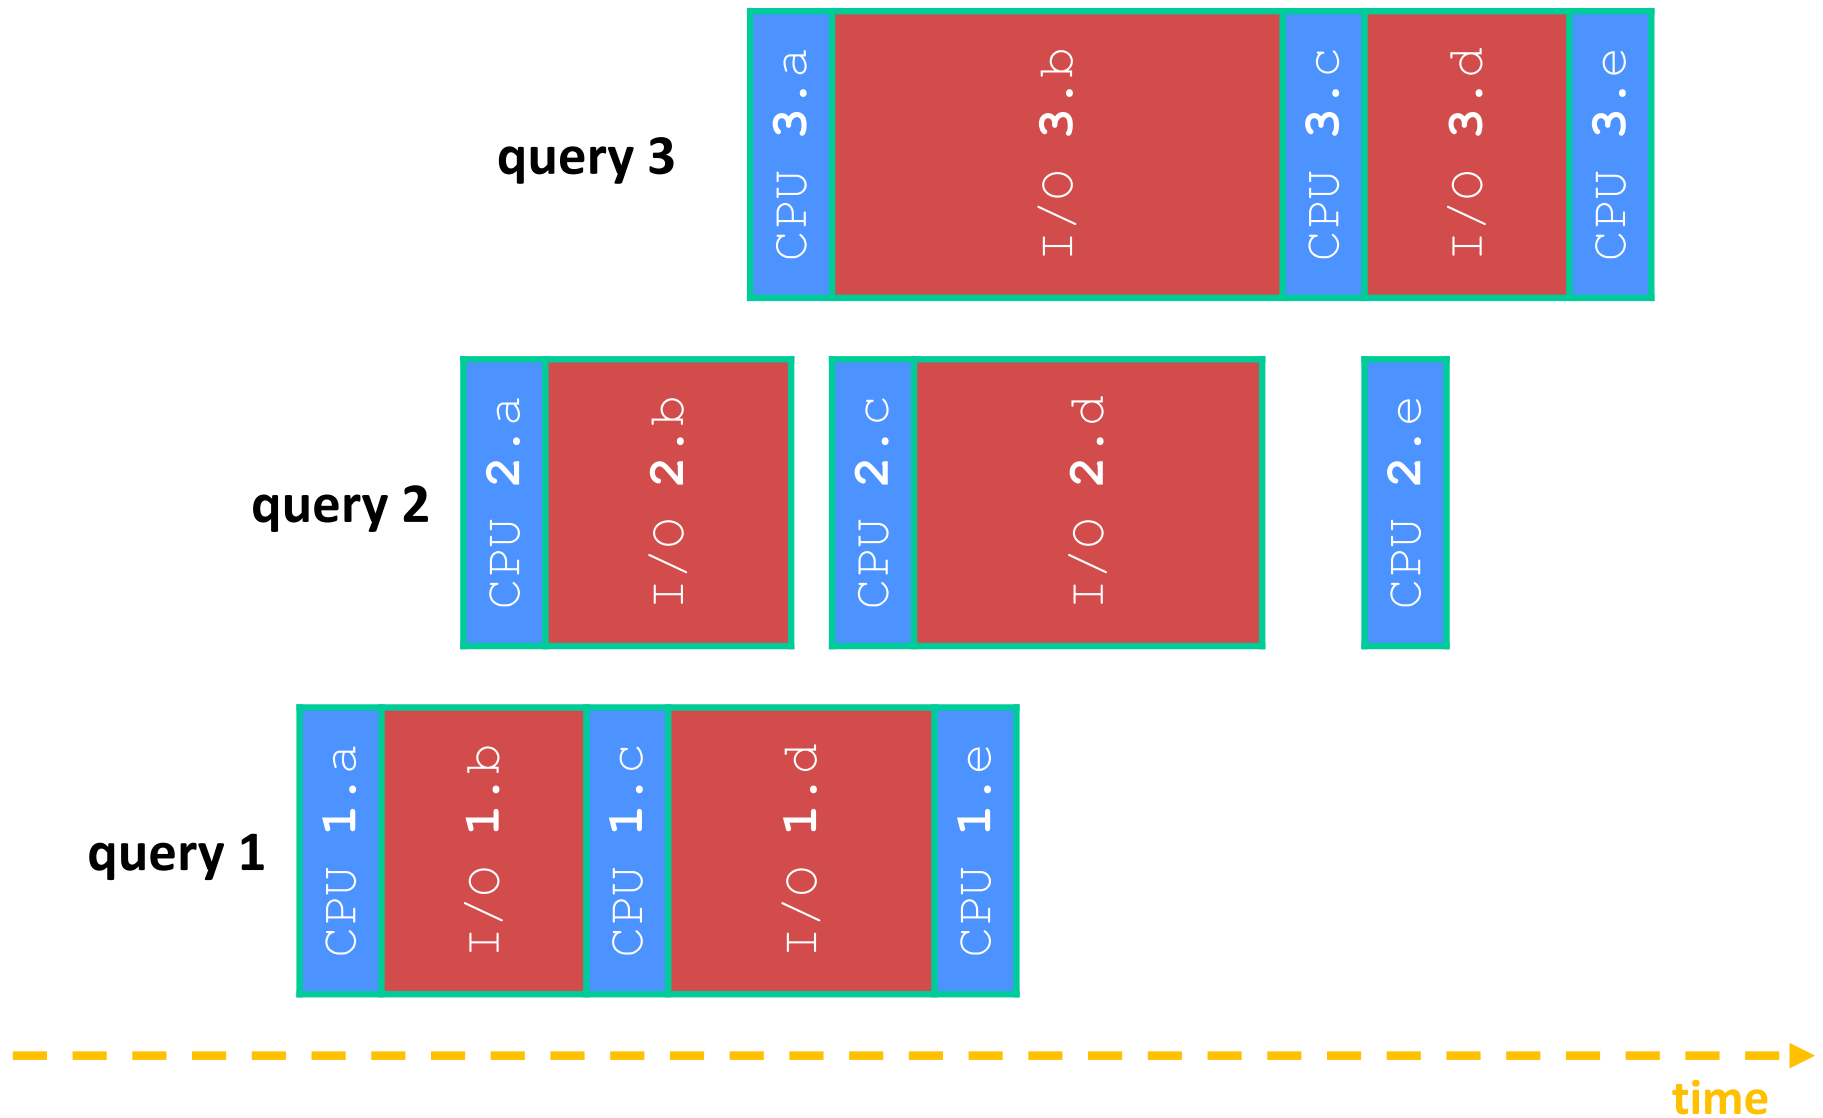 query 3
CPU 3.a
I/O 3.b
CPU 3.c
I/O 3.d
CPU 3.e
query 2
CPU 2.a
I/O 2.b
CPU 2.c
I/O 2.d
CPU 2.e
query 1
CPU 1.a
I/O 1.b
CPU 1.c
I/O 1.d
CPU 1.e
time